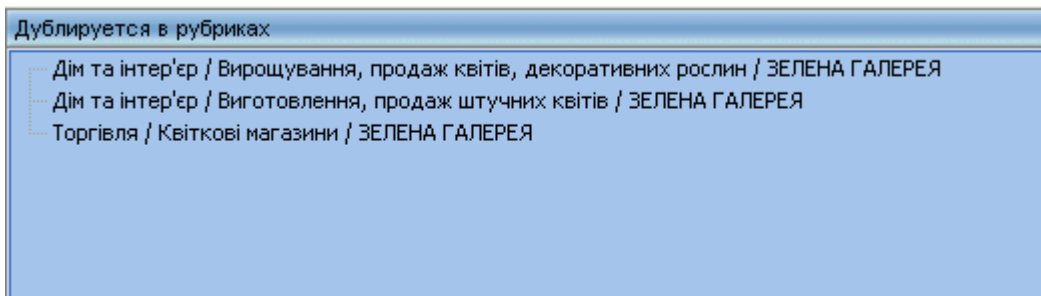 Дублируется в рубриках
Дім та інтер'єр / Вирощування, продаж квітів, декоративних рослин / ЗЕЛЕНА ГАЛЕРЕЯ
Дім та інтер'єр / Виготовлення, продаж штучних квітів / ЗЕЛЕНА ГАЛЕРЕЯ
Торгівля / Квіткові магазини / ЗЕЛЕНА ГАЛЕРЕЯ